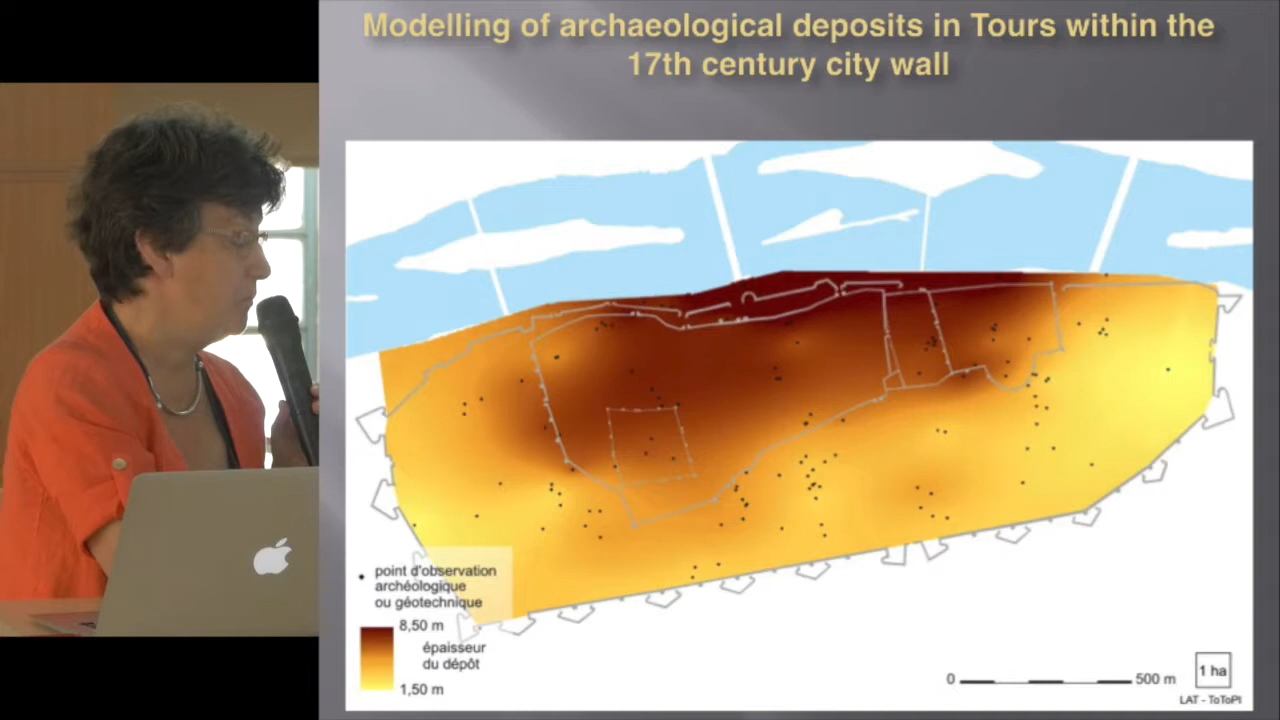 Modelling of archaeological deposits in Tours within the
17th century city wall
point d'observation
archéologique
ou géotechnique
8,50 m
épaisseur
du dépôt
1,50 m
0
500 m
1 ha
LAT - ToToPI